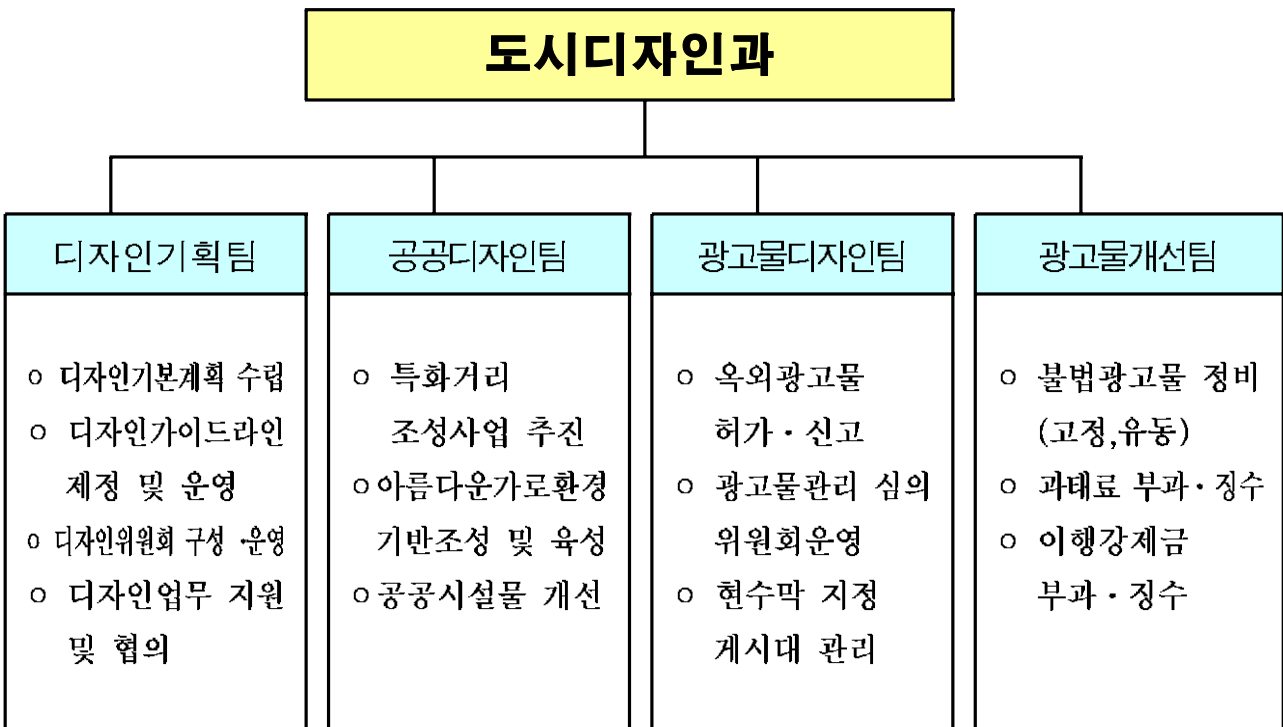 도시디자인과
디자인기획팀
ㅇ 디자인기본계획 수립
ㅇ 디자인가이드라인
제정 및 운영
ㅇ 디자인위원회 구성·운영
ㅇ 디자인업무 지원
및 협의
공공디자인팀
ㅇ 특화거리
조성사업 추진
ㅇ아름다운가로환경
기반조성 및 육성
ㅇ공공시설물 개선
광고물디자인팀
ㅇ 옥외광고물
허가·신고
ㅇ 광고물관리 심의
위원회운영
ㅇ 현수막 지정
게시대 관리
광고물개선팀
ㅇ 불법광고물 정비
(고정,유동)
ㅇ 과태료 부과·징수
ㅇ 이행강제금
부과·징수